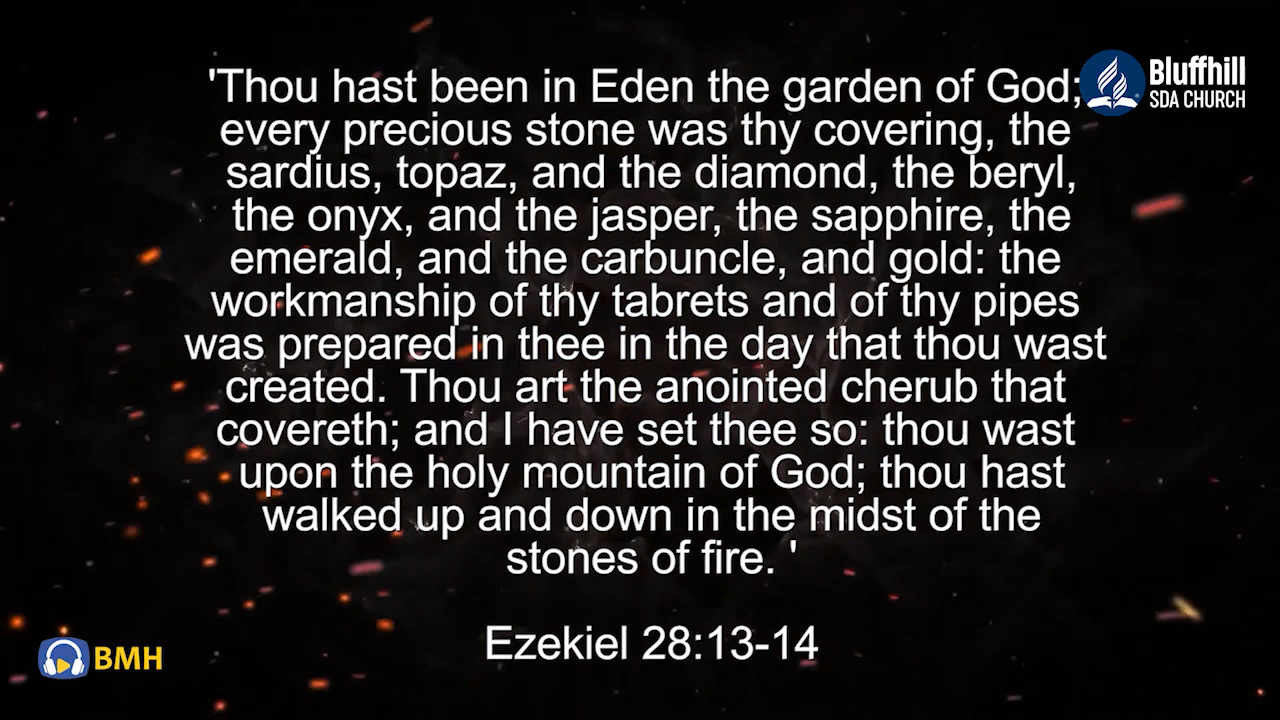 'Thou hast been in Eden the garden of God;
every precious stone was thy covering, the
sardius, topaz, and the diamond, the beryl,
the onyx, and the jasper, the sapphire, the
emerald, and the carbuncle, and gold: the
workmanship of thy tabrets and of thy pipes
was prepared in thee in the day that thou wast
created. Thou art the anointed cherub that
covereth; and I have set thee so: thou wast
upon the holy mountain of God; thou hast
walked up and down in the midst of the
stones of fire. '
Ezekiel 28:13-14
Bluffhill
SDA CHURCH
BMH